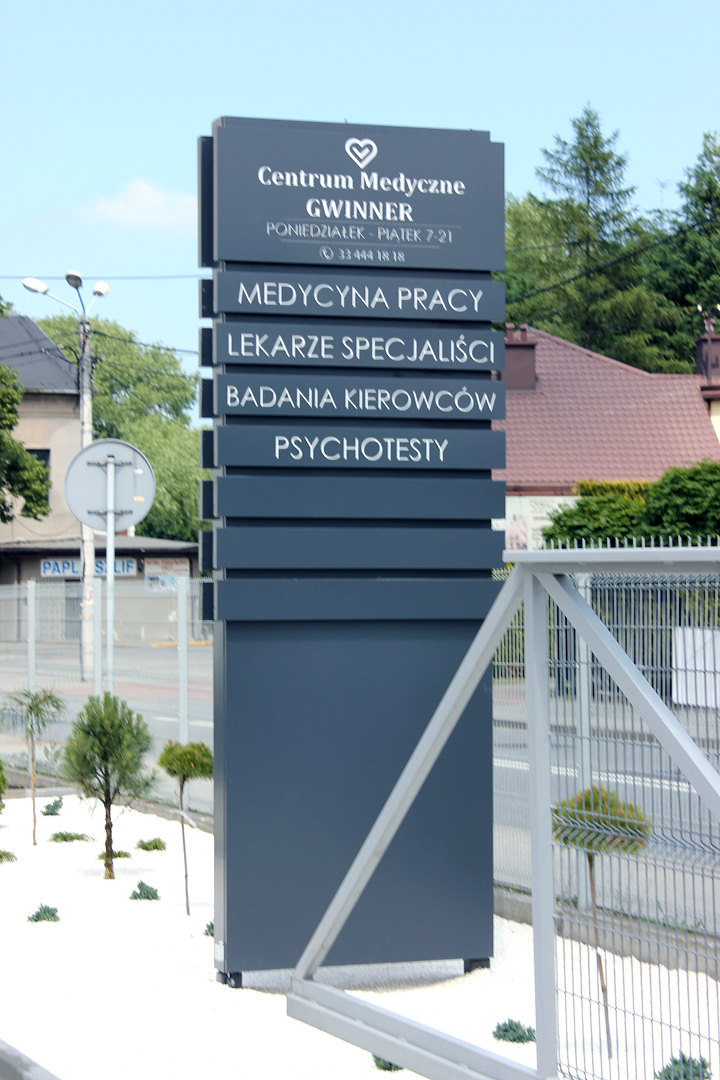 Centrum Medyczne
GWINNER
PONIEDZIAŁEK - PIĄTEK 7-21
33 444 18 18
MEDYCYNA PRACY
LEKARZE SPECJALIŚCI
BADANIA KIEROWCÓW
PSYCHOTESTY